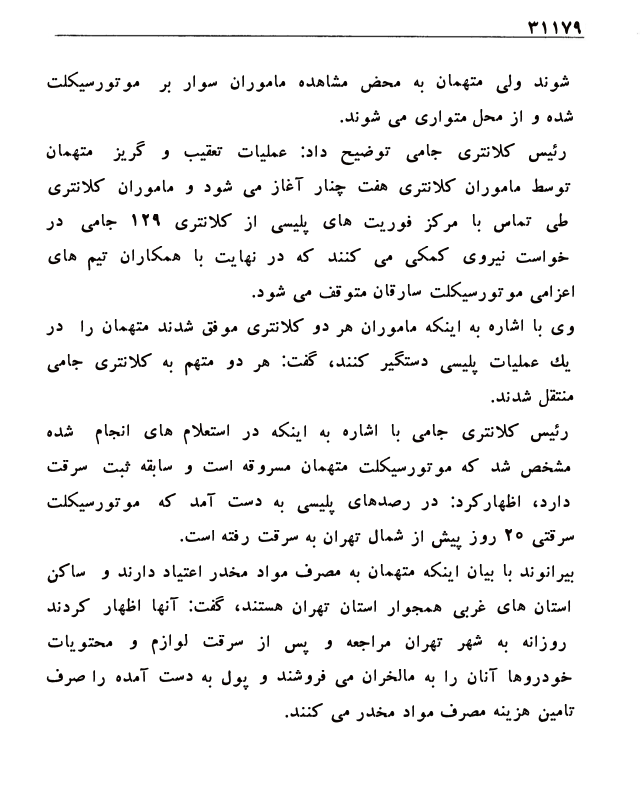 ۳۱۱۷۹
شوند ولی متهمان به محض مشاهده ماموران سوار بر موتورسیکلت
شده و از محل متواری می شوند.
رئیس کلانتری جامی توضیح داد: عملیات تعقیب و گریز متهمان
توسط ماموران کلانتری هفت چنار آغاز می شود و ماموران کلانتری
طی تماس با مرکز فوریت های پلیسی از کلانتری ۱۲۹ جامی در
خواست نیروی کمکی می کنند که در نهایت با همکاران تیم های
اعزامی موتورسیکلت سارقان متوقف می شود.
وی با اشاره به اینکه ماموران هر دو کلانتری موفق شدند متهمان را در
یك عملیات پلیسی دستگیر کنند، گفت: هر دو متهم به کلانتری جامی
منتقل شدند.
رئیس کلانتری جامی با اشاره به اینکه در استعلام های انجام شده
مشخص شد که موتورسیکلت متهمان مسروقه است و سابقه ثبت سرقت
دارد، اظهارکرد: در رصدهای پلیسی به دست آمد که موتورسیکلت
سرقتی ۲۵ روز پیش از شمال تهران به سرقت رفته است.
بیرانوند با بیان اینکه متهمان به مصرف مواد مخدر اعتیاد دارند و ساکن
استان های غربی همجوار استان تهران هستند، گفت: آنها اظهار کردند
روزانه به شهر تهران مراجعه و پس از سرقت لوازم و محتویات
خودروها آنان را به مالخران می فروشند و پول به دست آمده را صرف
تامین هزینه مصرف مواد مخدر می کنند.